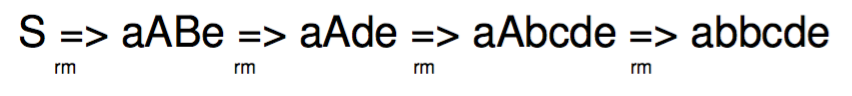 S => aABe => aAde => aAbcde => abbcde
rm rm rm rm